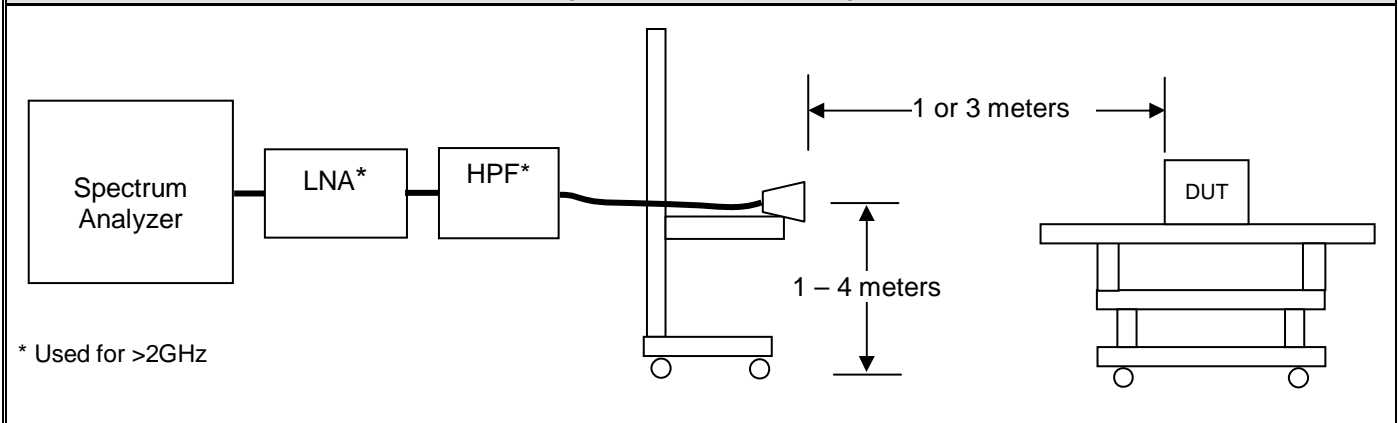 Spectrum
Analyzer
LNA*
HPF*
1 or 3 meters
DUT
1 – 4 meters
* Used for >2GHz